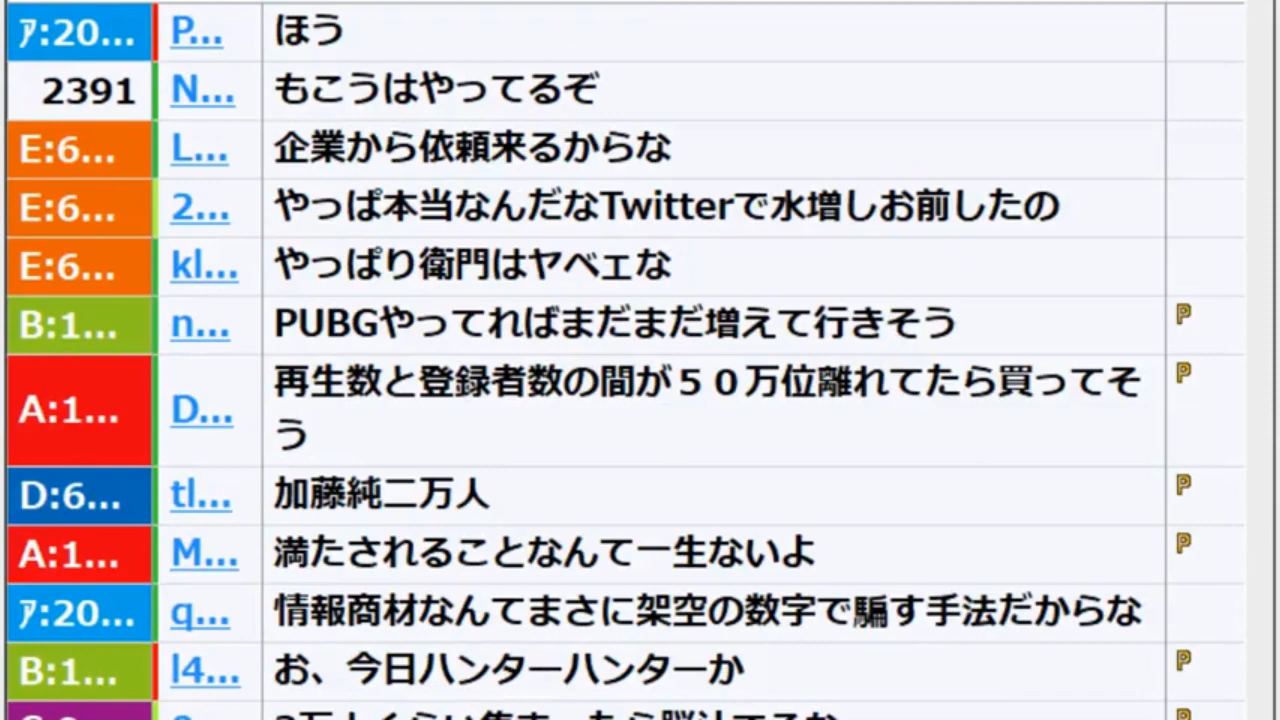 ｱ:20... P... ほう
2391 N... もこうはやってるぞ
E:6... L... 企業から依頼来るからな
E:6... 2... やっぱ本当なんだなTwitterで水増しお前したの
E:6... kl... やっぱり衛門はヤベェな
B:1... n... PUBGやってればまだまだ増えて行きそう P
A:1... D... 再生数と登録者数の間が５０万位離れてたら買ってそ P
う
D:6... tl... 加藤純二万人 P
A:1... M... 満たされることなんて一生ないよ P
ｱ:20... q... 情報商材なんてまさに架空の数字で騙す手法だからな
B:1... l4... お、今日ハンターハンターか P